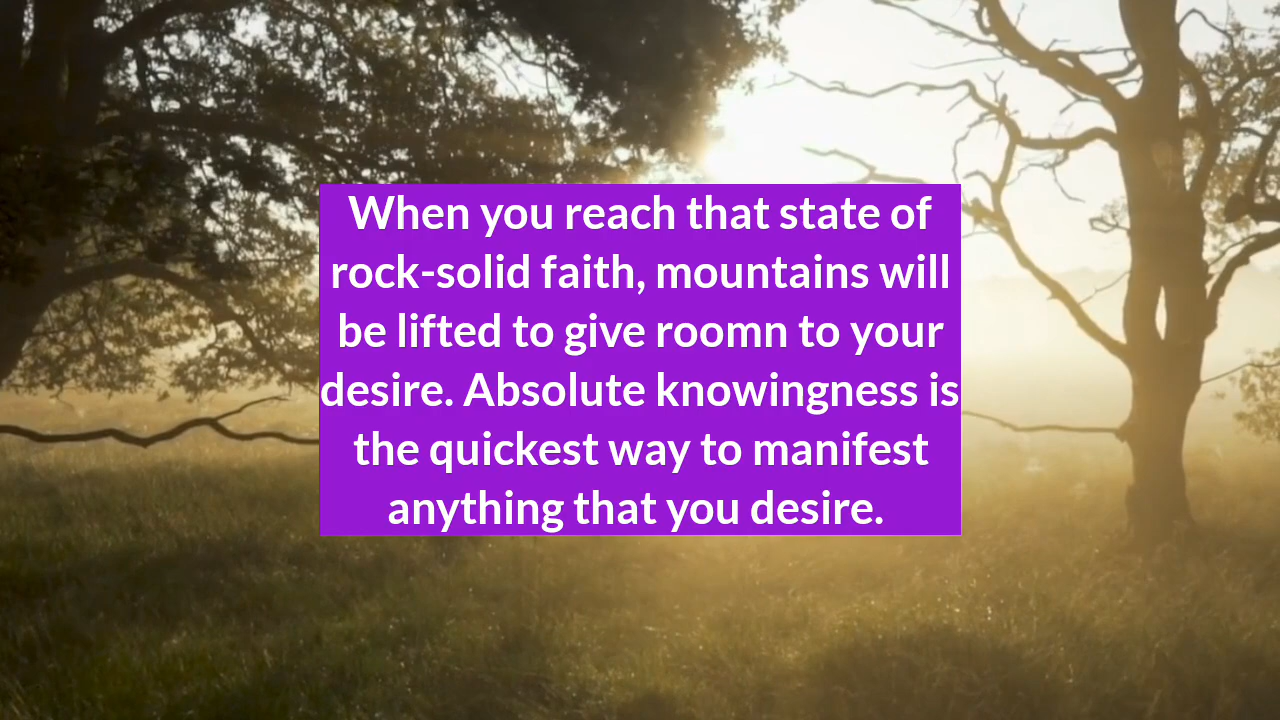 When you reach that state of
rock-solid faith, mountains will
be lifted to give roomn to your
desire. Absolute knowingness is
the quickest way to manifest
anything that you desire.